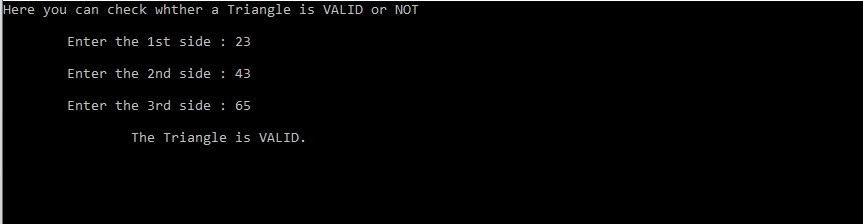 Here you can check whther a Triangle is VALID or NOT
Enter the 1st side : 23
Enter the 2nd side : 43
Enter the 3rd side : 65
The Triangle is VALID.